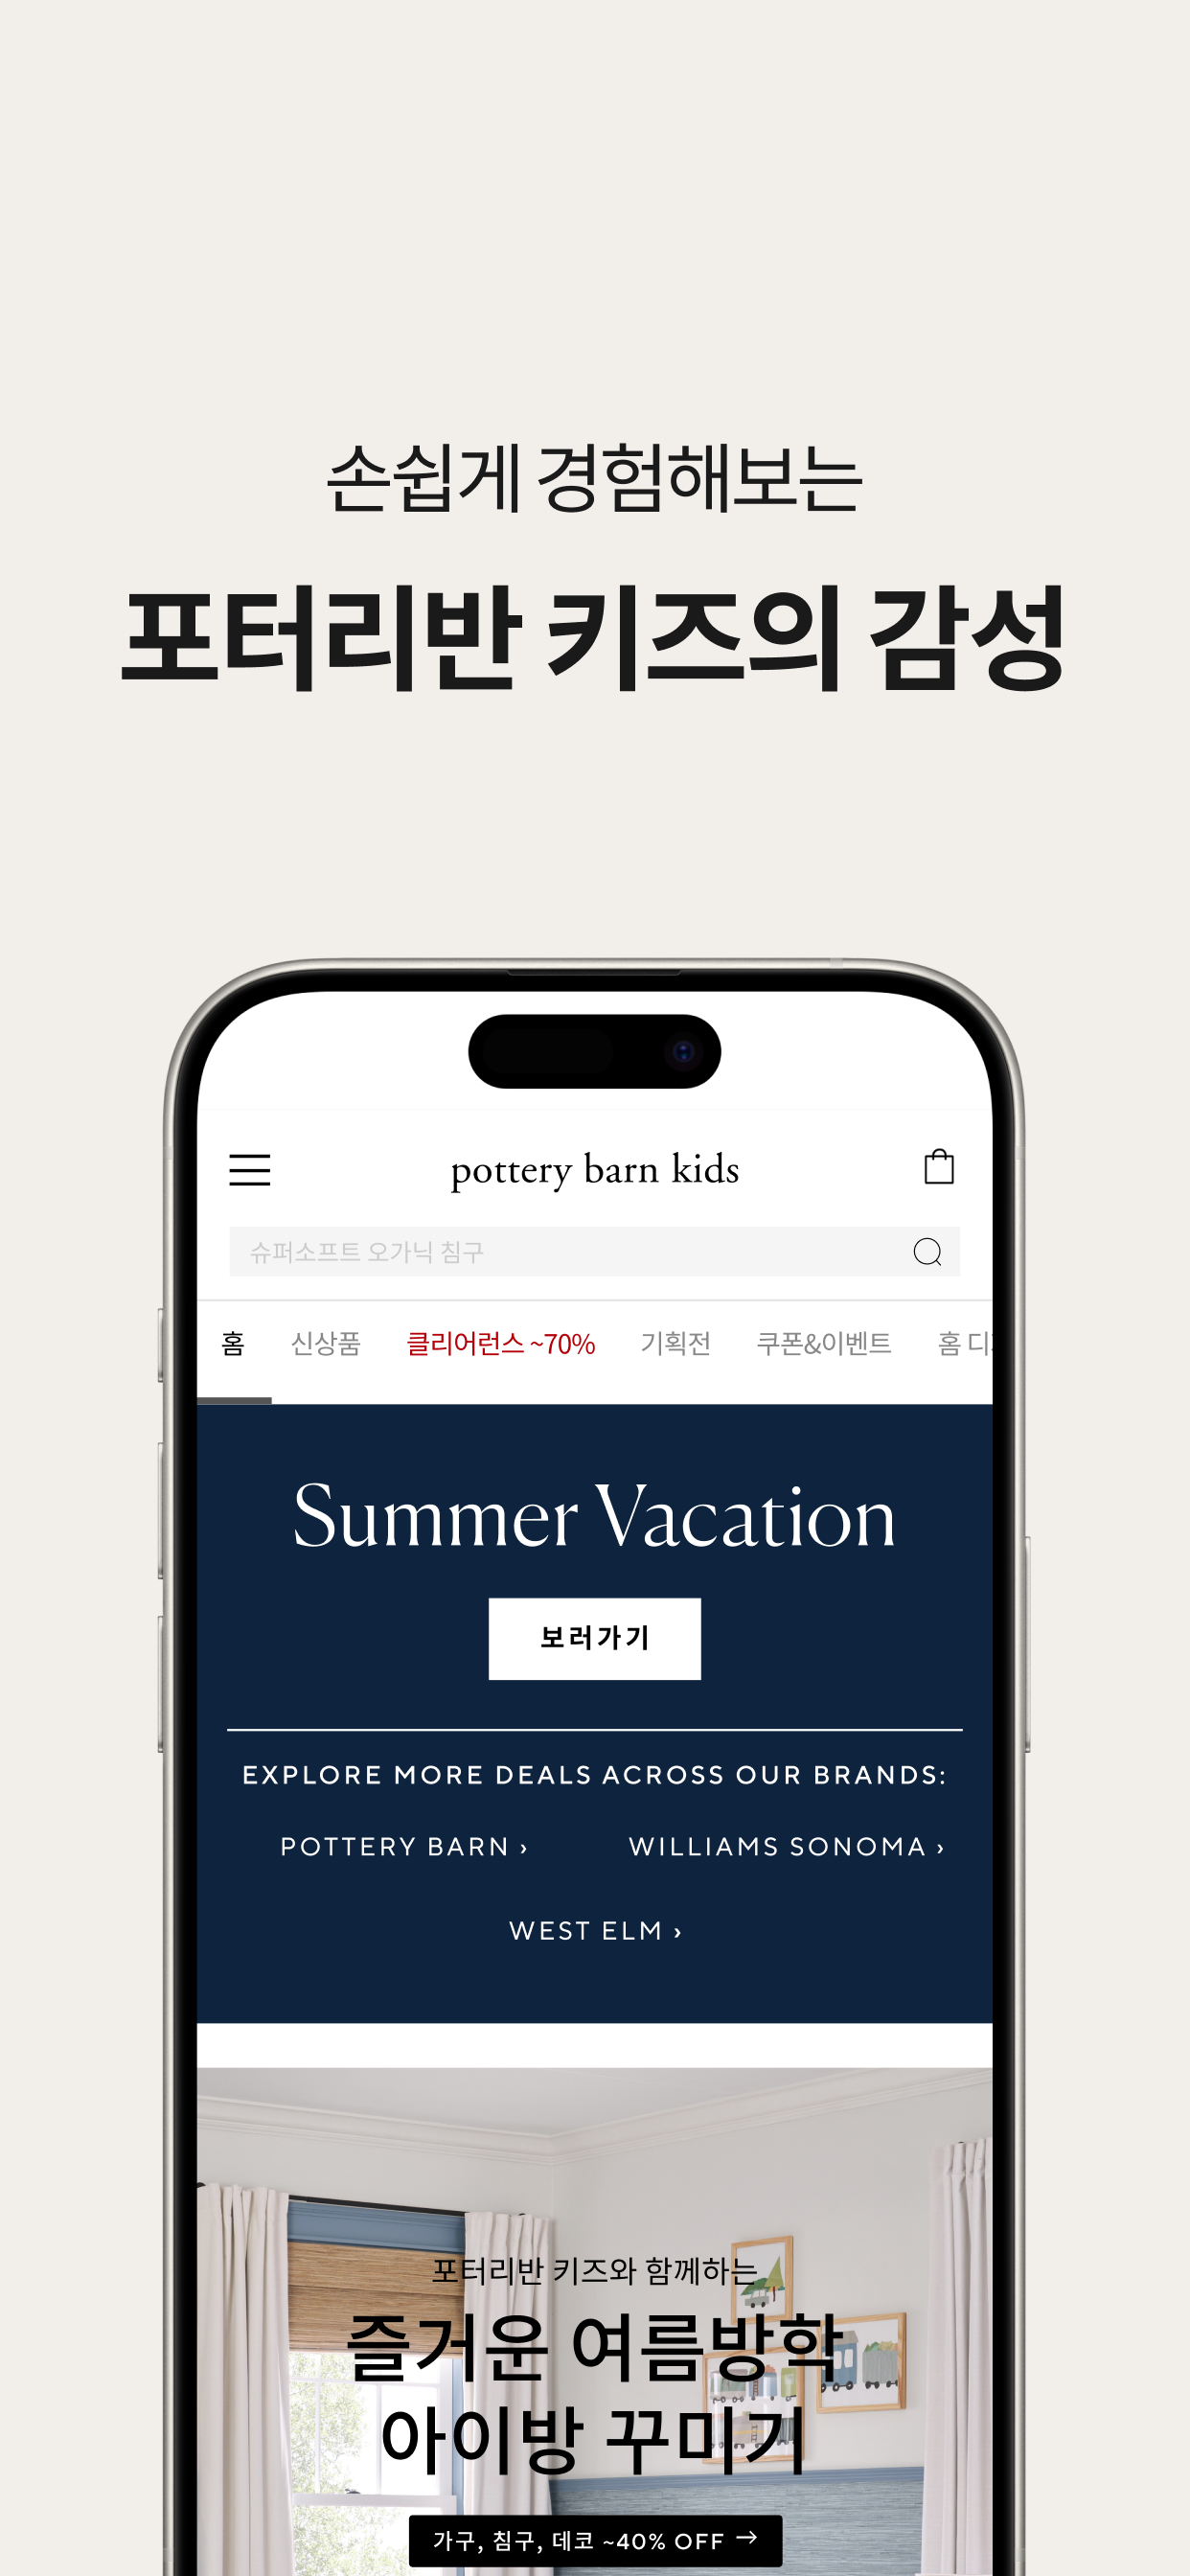 손쉽게 경험해보는
포터리반 키즈의 감성
pottery barn kids
슈퍼소프트 오가닉 침구
홈 신상품 클리어런스 ~70% 기획전 쿠폰&이벤트 홈
Summer Vacation
보러가기
EXPLORE MORE DEALS ACROSS OUR BRANDS:
POTTERY BARN › WILLIAMS SONOMA ›
WEST ELM ›
포터리반 키즈와 함께하는
즐거운 여름방학
아이방 꾸미기
가구, 침구, 데코 ~40% OFF →